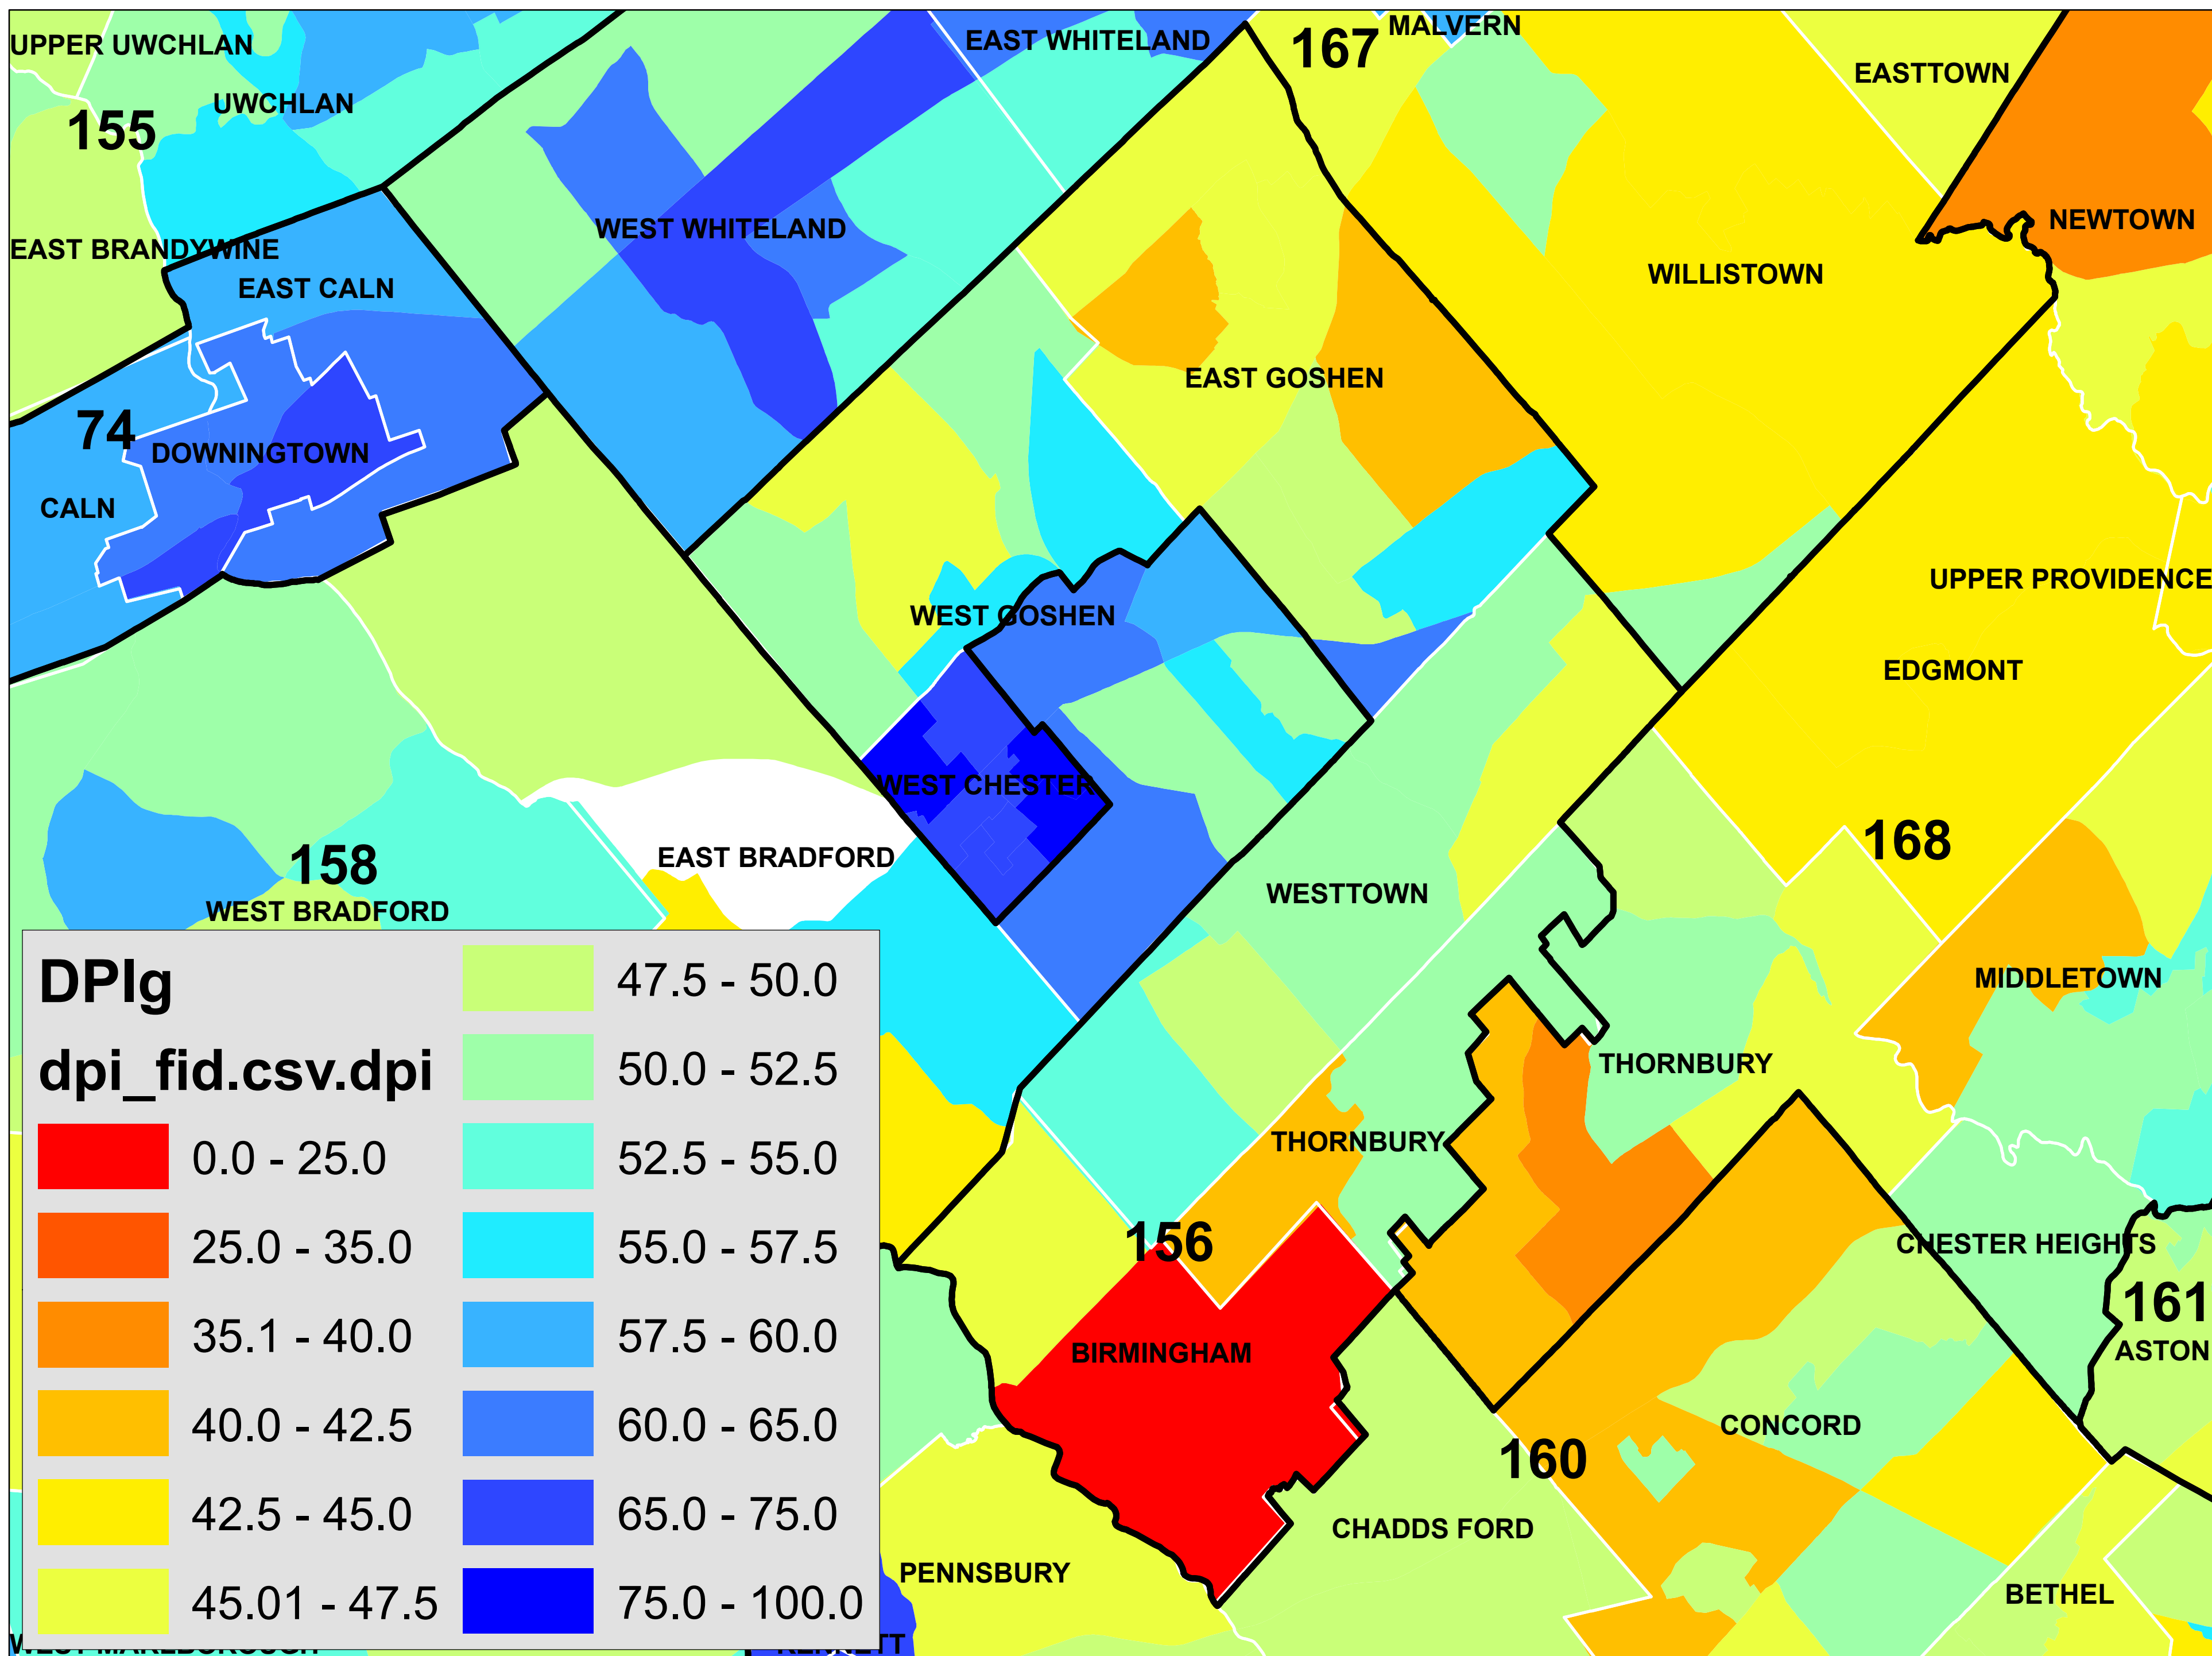 EAST WHITELAND
167
MALVERN
UPPER UWCHLAN
EASTTOWN
UWCHLAN
155
NEWTOWN
WEST WHITELAND
EAST BRANDYWINE
WILLISTOWN
EAST CALN
EAST GOSHEN
74
DOWNINGTOWN
CALN
UPPER PROVIDENCE
WEST GOSHEN
EDGMONT
WEST CHESTER
168
EAST BRADFORD
158
WESTTOWN
WEST BRADFORD
MIDDLETOWN
THORNBURY
THORNBURY
156
CHESTER HEIGHTS
161
ASTON
BIRMINGHAM
CONCORD
160
CHADDS FORD
PENNSBURY
BETHEL
DPIg
dpi_fid.csv.dpi
0.0 - 25.0
25.0 - 35.0
35.1 - 40.0
40.0 - 42.5
42.5 - 45.0
45.01 - 47.5
47.5 - 50.0
50.0 - 52.5
52.5 - 55.0
55.0 - 57.5
57.5 - 60.0
60.0 - 65.0
65.0 - 75.0
75.0 - 100.0
WEST MARLBOROUGH